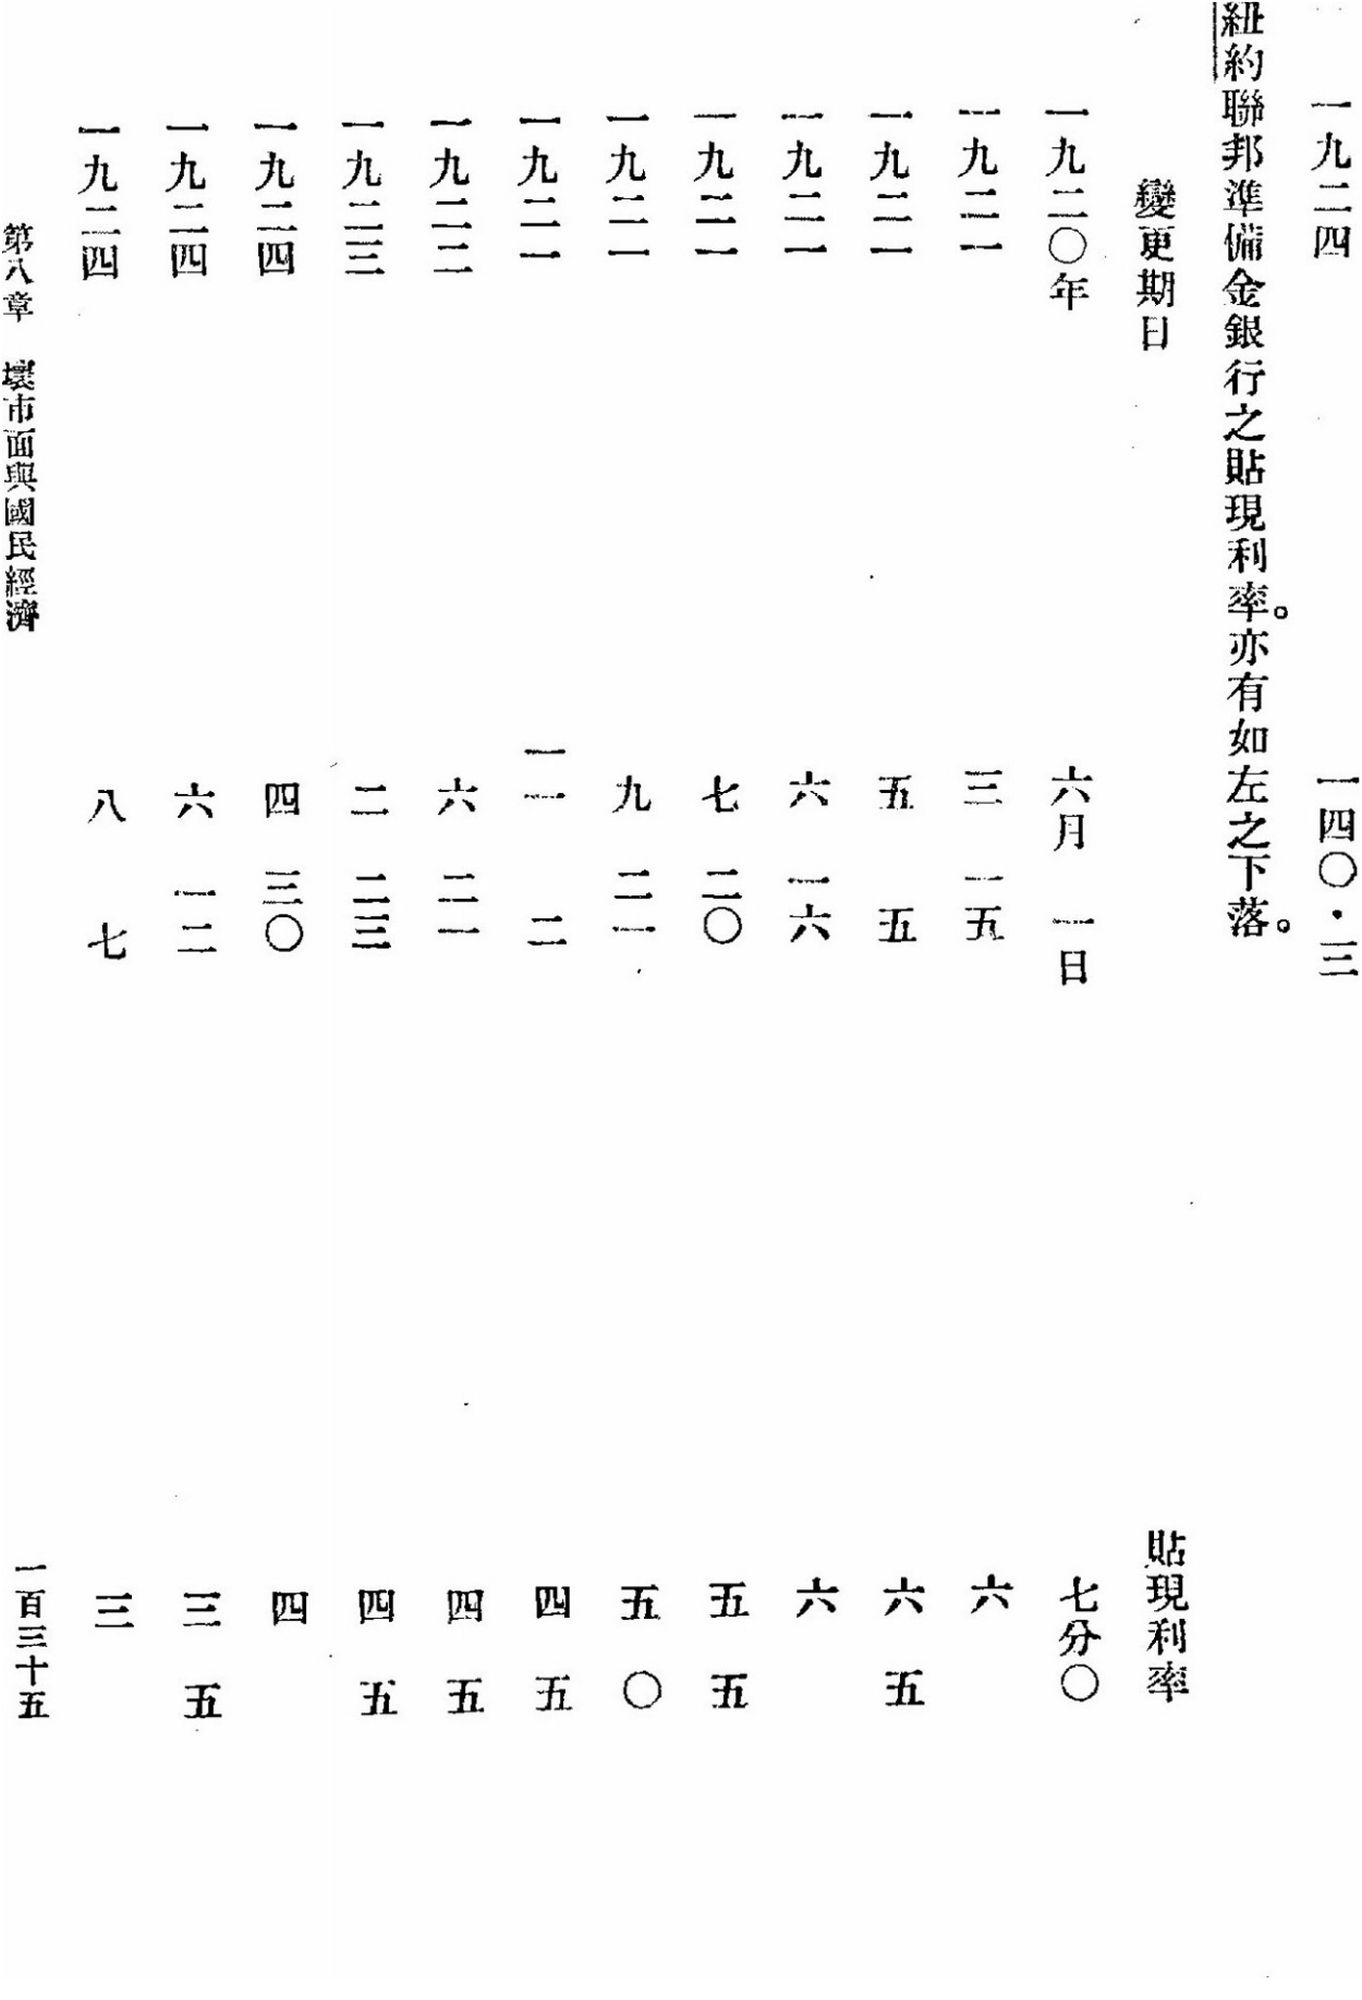 一九二四　一四〇・三
紐約聯邦準備金銀行之貼現利率。亦有如左之下落。
變更期日　貼現利率
一九二〇年　六月　一日　七分〇
一九二一　三　一五　六
一九二一　五　五　六　五
一九二一　六　一六　六
一九二一　七　二〇　五　五
一九二一　九　二一　五　〇
一九二一　一一　二　四　五
一九二二　六　二一　四　五
一九二三　二　二三　四　五
一九二四　四　三〇　四
一九二四　六　一二　三　五
一九二四　八　七　三
第八章　壞市面與國民經濟　一百三十五